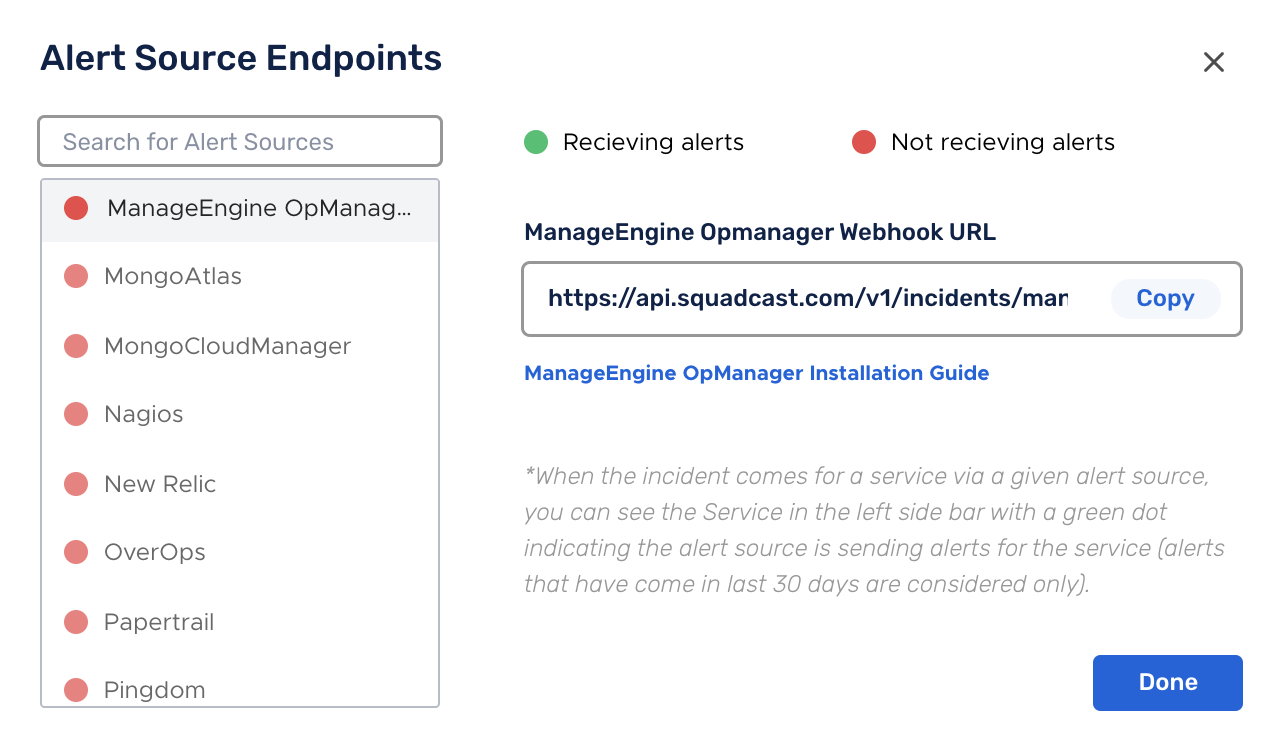 Alert Source Endpoints
Search for Alert Sources
ManageEngine OpManag...
MongoAtlas
MongoCloudManager
Nagios
New Relic
OverOps
Papertrail
Pingdom
Recieving alerts
Not recieving alerts
ManageEngine Opmanager Webhook URL
https://api.squadcast.com/v1/incidents/man
Copy
ManageEngine OpManager Installation Guide
*When the incident comes for a service via a given alert source,
you can see the Service in the left side bar with a green dot
indicating the alert source is sending alerts for the service (alerts
that have come in last 30 days are considered only).
Done